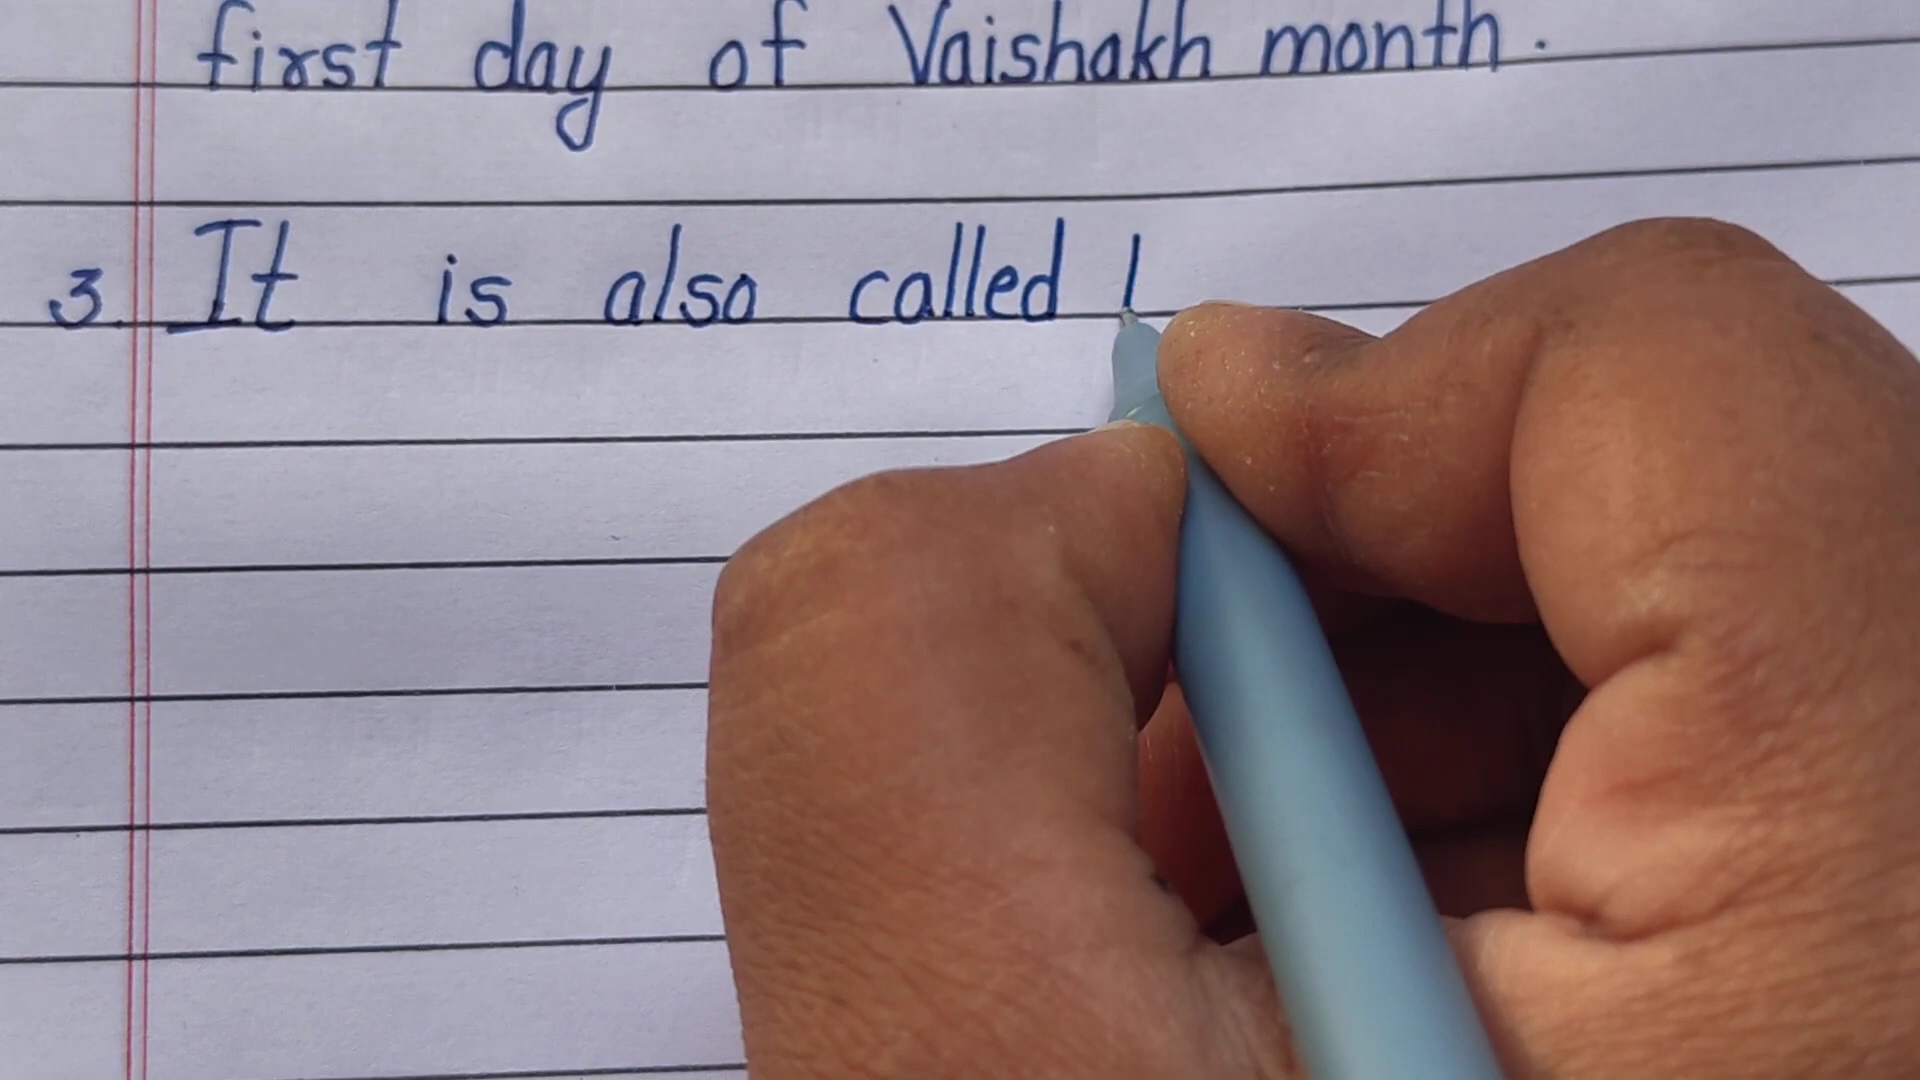 first day of Vaishakh month.
3. It is also called